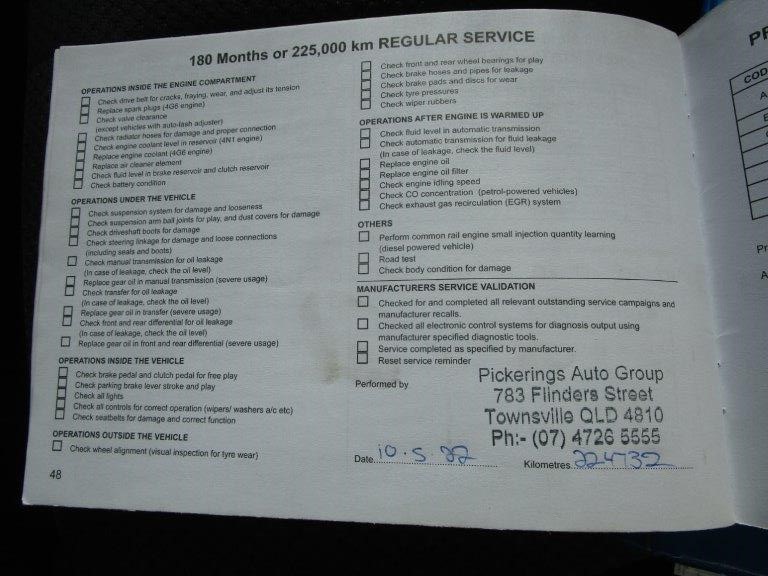 180 Months or 225,000 km REGULAR SERVICE
OPERATIONS INSIDE THE ENGINE COMPARTMENT
Check drive belt for cracks, fraying, wear, and adjust its tension
Replace spark plugs (4G6 engine)
Check valve clearance
(except vehicles with auto-lash adjuster)
Check radiator hoses for damage and proper connection
Check engine coolant level in reservoir (4N1 engine)
Replace engine coolant (4G6 engine)
Replace air cleaner element
Check fluid level in brake reservoir and clutch reservoir
Check battery condition
OPERATIONS UNDER THE VEHICLE
Check suspension system for damage and looseness
Check suspension arm ball joints for play, and dust covers for damage
Check driveshaft boots for damage
Check steering linkage for damage and loose connections
(including seals and boots)
Check manual transmission for oil leakage
(In case of leakage, check the oil level)
Replace gear oil in manual transmission (severe usage)
Check transfer for oil leakage
(In case of leakage, check the oil level)
Replace gear oil in transfer (severe usage)
Check front and rear differential for oil leakage
(In case of leakage, check the oil level)
Replace gear oil in front and rear differential (severe usage)
OPERATIONS INSIDE THE VEHICLE
Check brake pedal and clutch pedal for free play
Check parking brake lever stroke and play
Check all lights
Check all controls for correct operation (wipers/ washers a/c etc)
Check seatbelts for damage and correct function
OPERATIONS OUTSIDE THE VEHICLE
Check wheel alignment (visual inspection for tyre wear)
48
Check front and rear wheel bearings for play
Check brake hoses and pipes for leakage
Check brake pads and discs for wear
Check tyre pressures
Check wiper rubbers
OPERATIONS AFTER ENGINE IS WARMED UP
Check fluid level in automatic transmission
Check automatic transmission for fluid leakage
(In case of leakage, check the fluid level)
Replace engine oil
Replace engine oil filter
Check engine idling speed
Check CO concentration (petrol-powered vehicles)
Check exhaust gas recirculation (EGR) system
OTHERS
Perform common rail engine small injection quantity learning
(diesel powered vehicle)
Road test
Check body condition for damage
MANUFACTURERS SERVICE VALIDATION
Checked for and completed all relevant outstanding service campaigns and
manufacturer recalls.
Checked all electronic control systems for diagnosis output using
manufacturer specified diagnostic tools.
Service completed as specified by manufacturer.
Reset service reminder
Performed by
Pickerings Auto Group
783 Flinders Street
Townsville QLD 4810
Ph:- (07) 4726 5555
Date 10.5.22
Kilometres 224732
COD